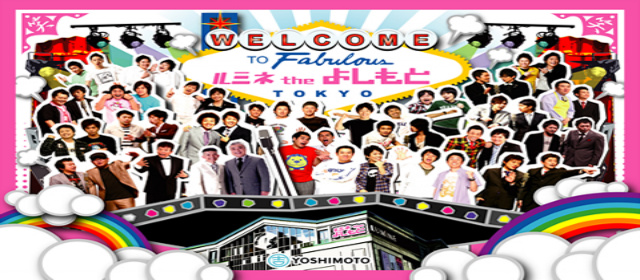 WELCOME
TO Fabulous
ルミネ the よしもと
TOKYO
YOSHIMOTO